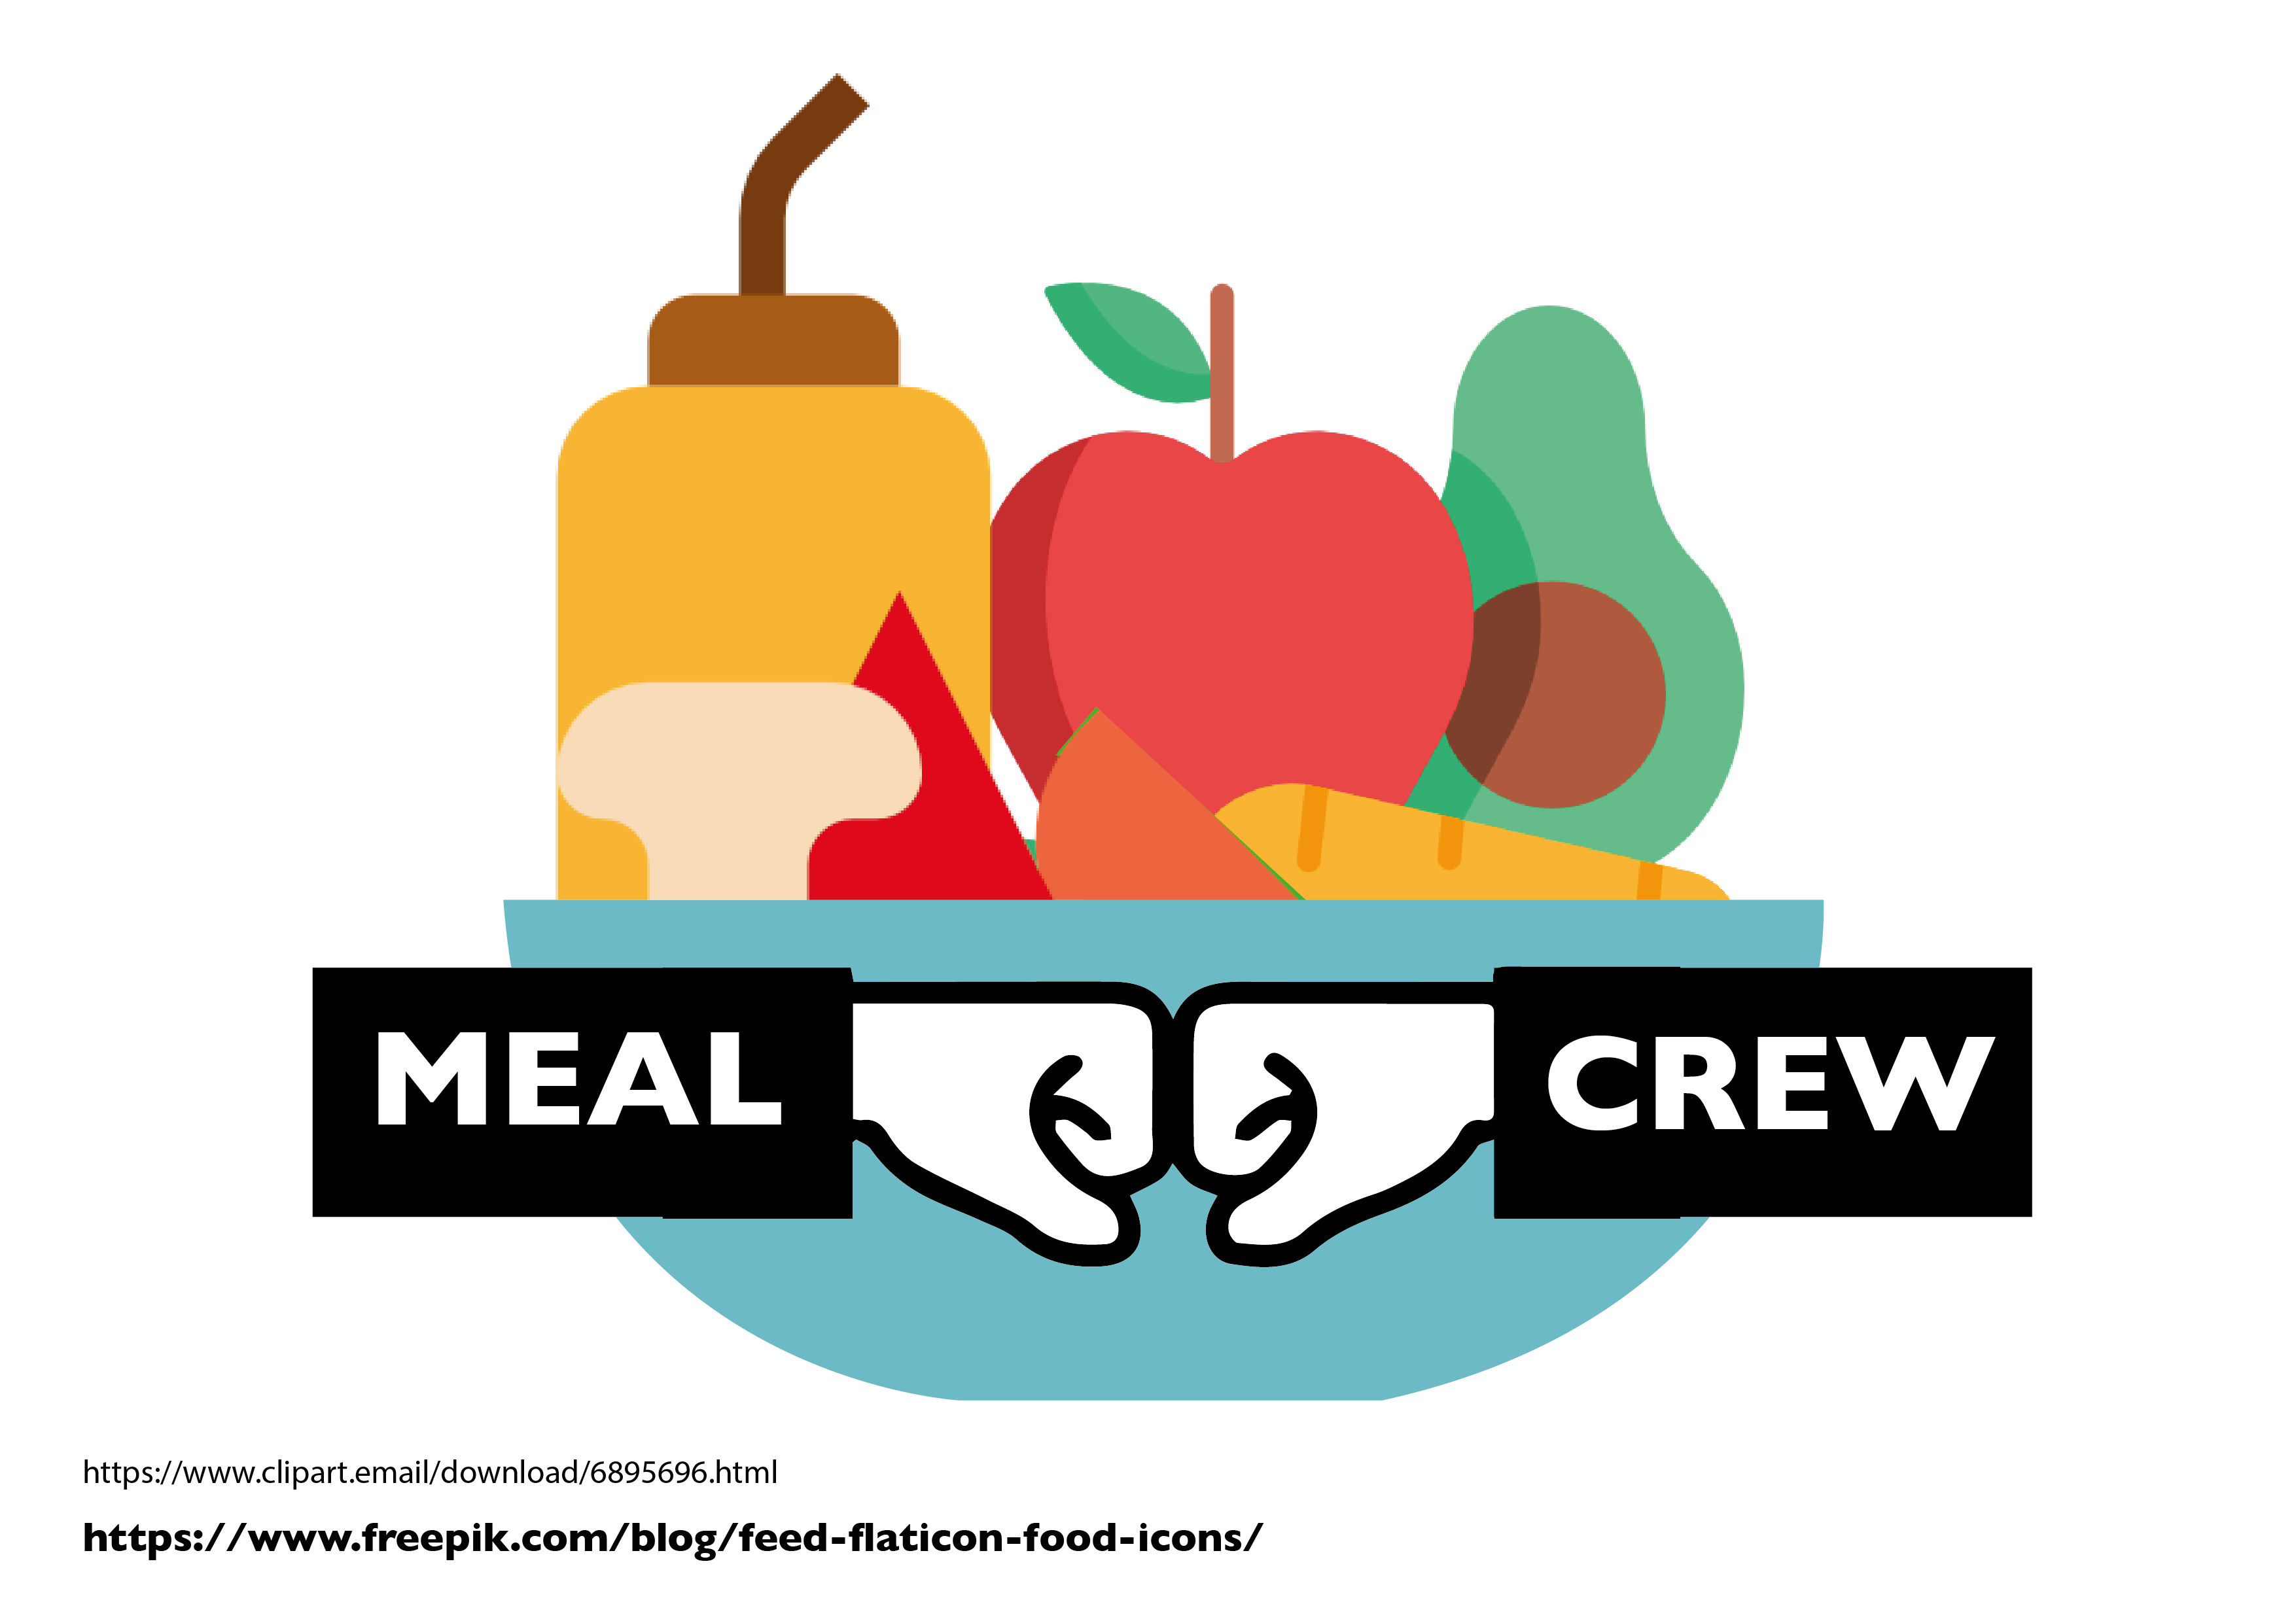 MEAL CREW
https://www.clipart.email/download/6895696.html
https://www.freepik.com/blog/feed-flaticon-food-icons/